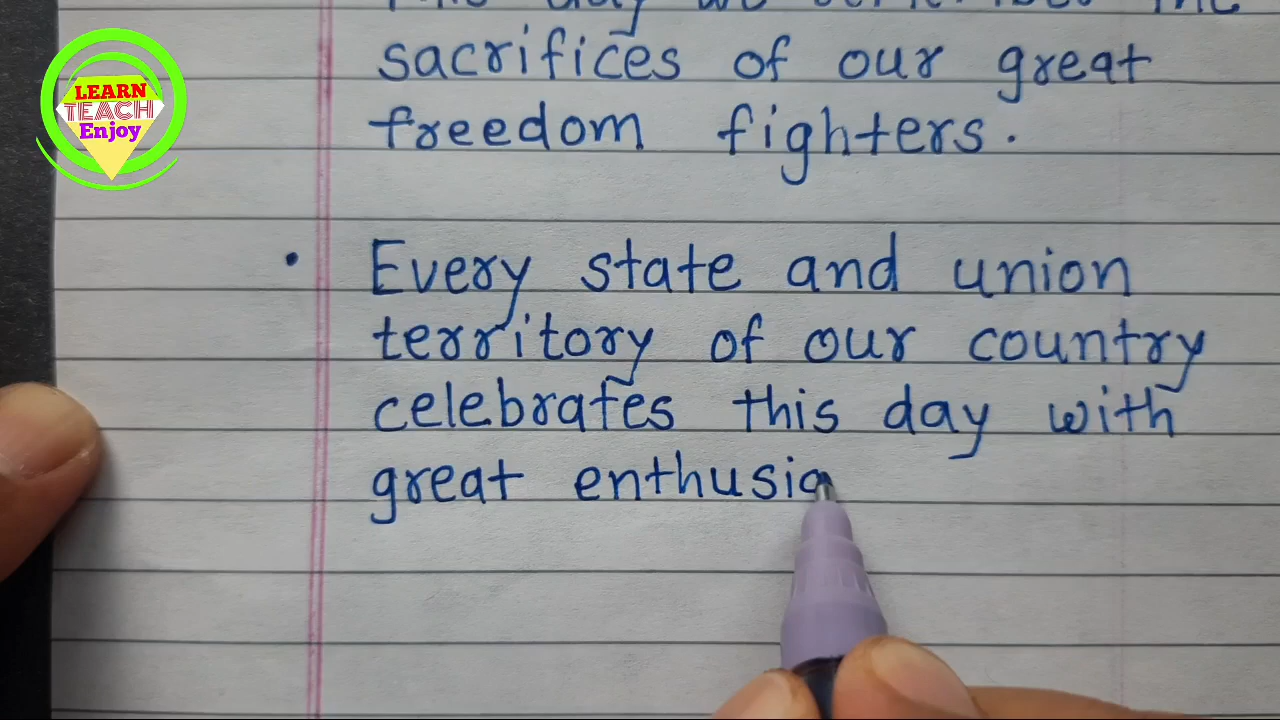 LEARN
TEACH
Enjoy
sacrifices of our great
freedom fighters.
• Every state and union
territory of our country
celebrates this day with
great enthusia